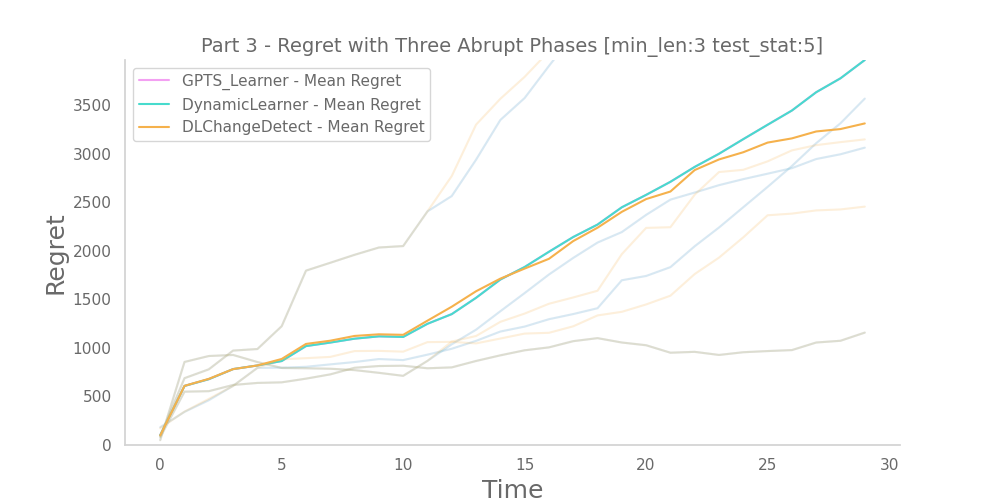 Part 3 - Regret with Three Abrupt Phases [min_len:3 test_stat:5]
GPTS_Learner - Mean Regret
DynamicLearner - Mean Regret
DLChangeDetect - Mean Regret
3500
3000
2500
2000
1500
1000
500
0
Regret
0 5 10 15 20 25 30
Time